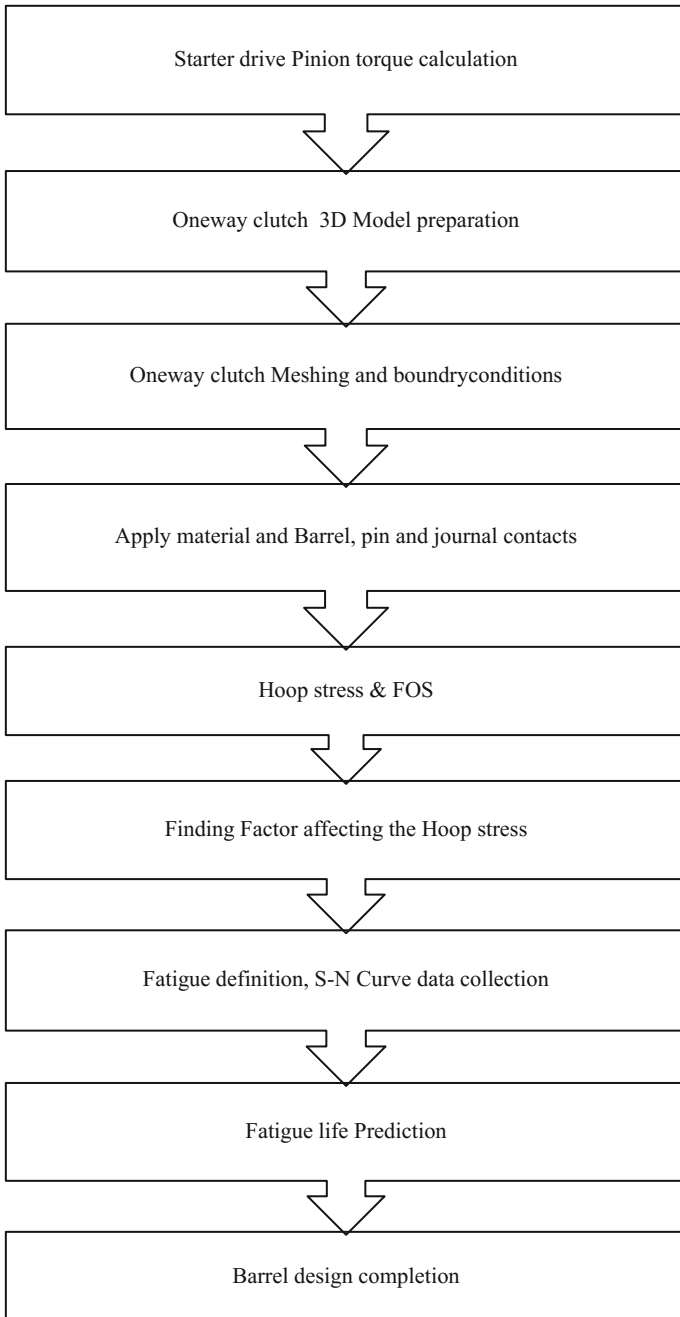 Starter drive Pinion torque calculation
Oneway clutch 3D Model preparation
Oneway clutch Meshing and boundryconditions
Apply material and Barrel, pin and journal contacts
Hoop stress & FOS
Finding Factor affecting the Hoop stress
Fatigue definition, S-N Curve data collection
Fatigue life Prediction
Barrel design completion